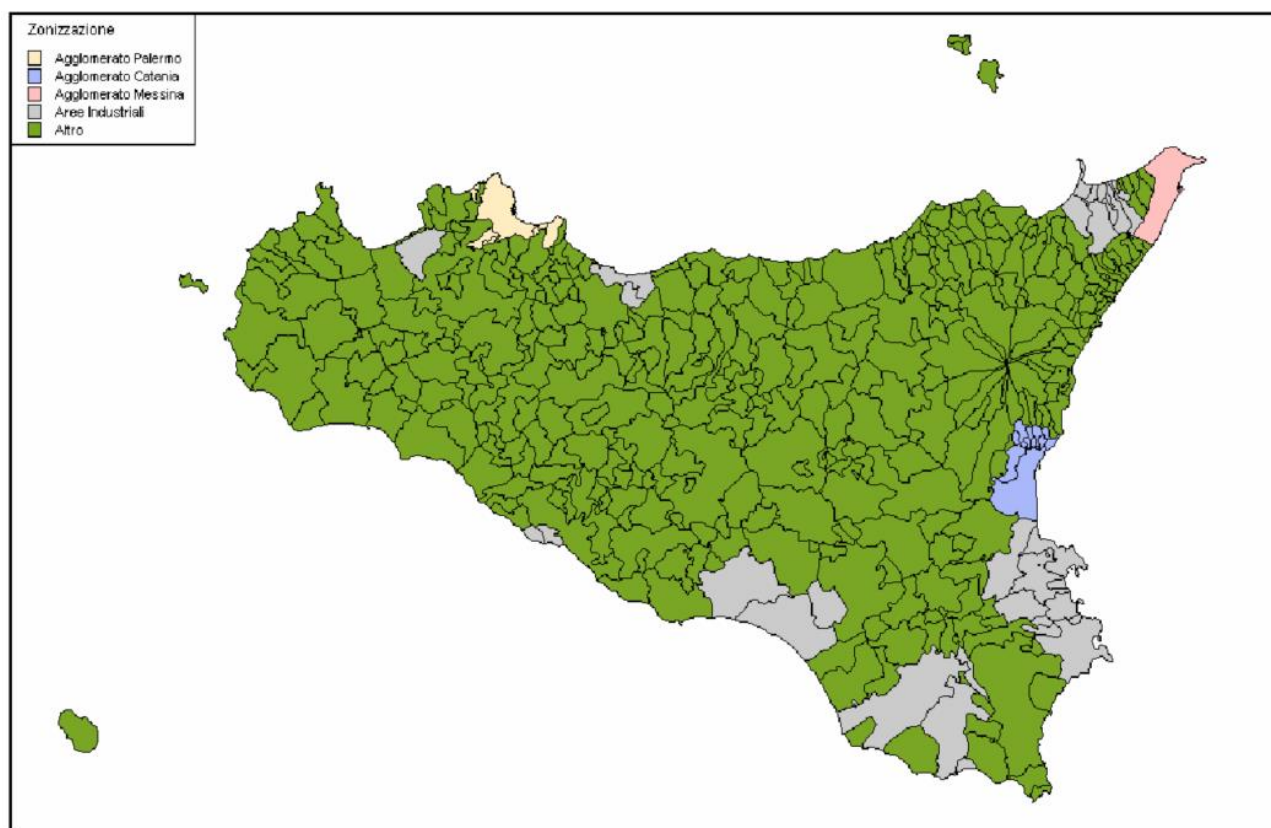 Zonizzazione
Agglomerato Palermo
Agglomerato Catania
Agglomerato Messina
Aree Industriali
Altro